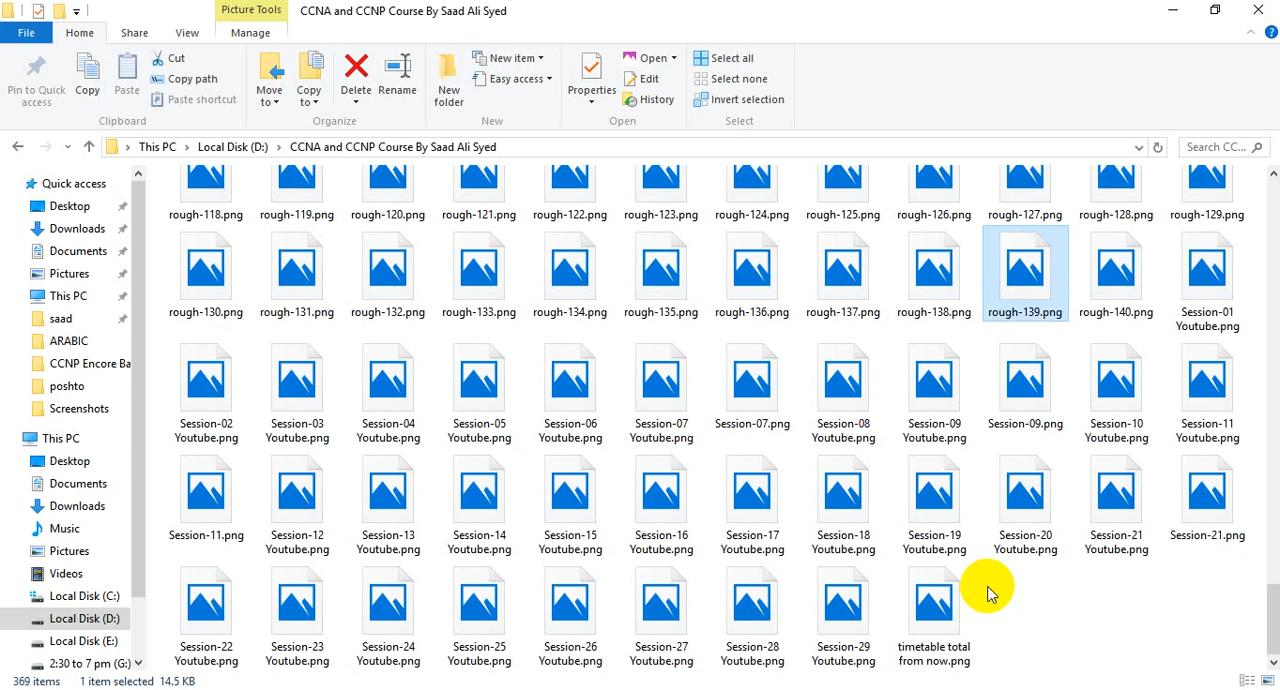 Picture Tools
CCNA and CCNP Course By Saad Ali Syed
File
Home
Share
View
Manage
Pin to Quick access
Copy
Paste
Cut
Copy path
Paste shortcut
Clipboard
Move to
Copy to
Delete
Rename
Organize
New folder
New item
Easy access
New
Properties
Open
Edit
History
Open
Select all
Select none
Invert selection
Select
This PC > Local Disk (D:) > CCNA and CCNP Course By Saad Ali Syed
Search CC...
Quick access
Desktop
Downloads
Documents
Pictures
This PC
saad
ARABIC
CCNP Encore Ba
poshto
Screenshots
This PC
Desktop
Documents
Downloads
Music
Pictures
Videos
Local Disk (C:)
Local Disk (D:)
Local Disk (E:)
2:30 to 7 pm (G:)
rough-118.png rough-119.png rough-120.png rough-121.png rough-122.png rough-123.png rough-124.png rough-125.png rough-126.png rough-127.png rough-128.png rough-129.png
rough-130.png rough-131.png rough-132.png rough-133.png rough-134.png rough-135.png rough-136.png rough-137.png rough-138.png rough-139.png rough-140.png Session-01
Youtube.png
Session-02 Session-03 Session-04 Session-05 Session-06 Session-07 Session-07.png Session-08 Session-09 Session-09.png Session-10 Session-11
Youtube.png Youtube.png Youtube.png Youtube.png Youtube.png Youtube.png Youtube.png Youtube.png Youtube.png Youtube.png
Session-11.png Session-12 Session-13 Session-14 Session-15 Session-16 Session-17 Session-18 Session-19 Session-20 Session-21 Session-21.png
Youtube.png Youtube.png Youtube.png Youtube.png Youtube.png Youtube.png Youtube.png Youtube.png Youtube.png Youtube.png
Session-22 Session-23 Session-24 Session-25 Session-26 Session-27 Session-28 Session-29 timetable total
Youtube.png Youtube.png Youtube.png Youtube.png Youtube.png Youtube.png Youtube.png Youtube.png from now.png
369 items 1 item selected 14.5 KB